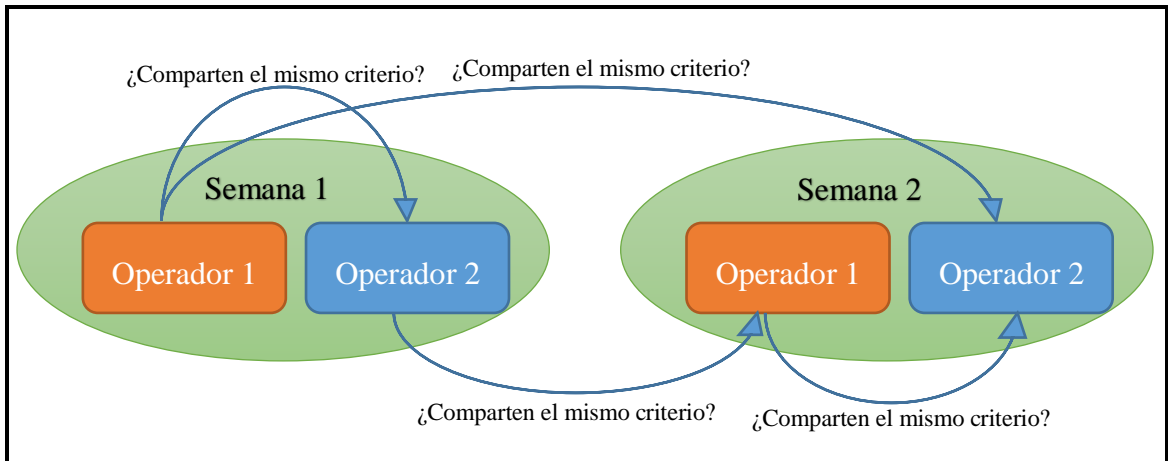 ¿Comparten el mismo criterio?
¿Comparten el mismo criterio?
Semana 1
Semana 2
Operador 1
Operador 2
Operador 1
Operador 2
¿Comparten el mismo criterio?
¿Comparten el mismo criterio?